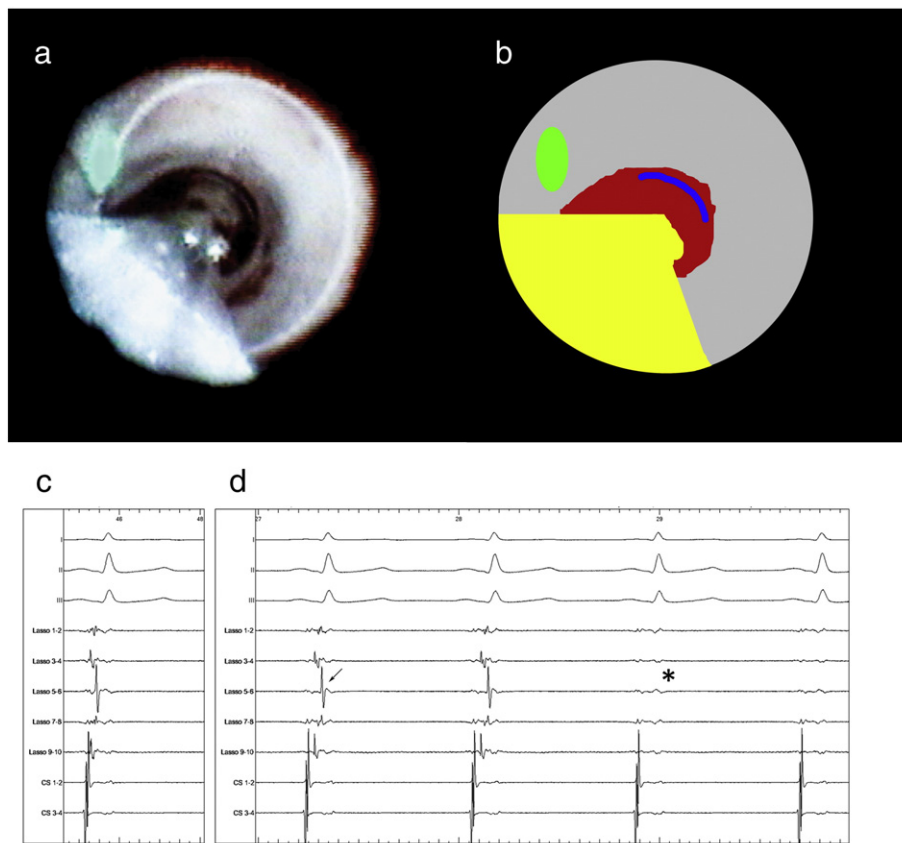 a
b
c
d
46
48
27
28
29
I
I
II
II
III
III
Lasso 1-2
Lasso 1-2
Lasso 3-4
Lasso 3-4
Lasso 5-6
Lasso 5-6
*
Lasso 7-8
Lasso 7-8
Lasso 9-10
Lasso 9-10
CS 1-2
CS 1-2
CS 3-4
CS 3-4